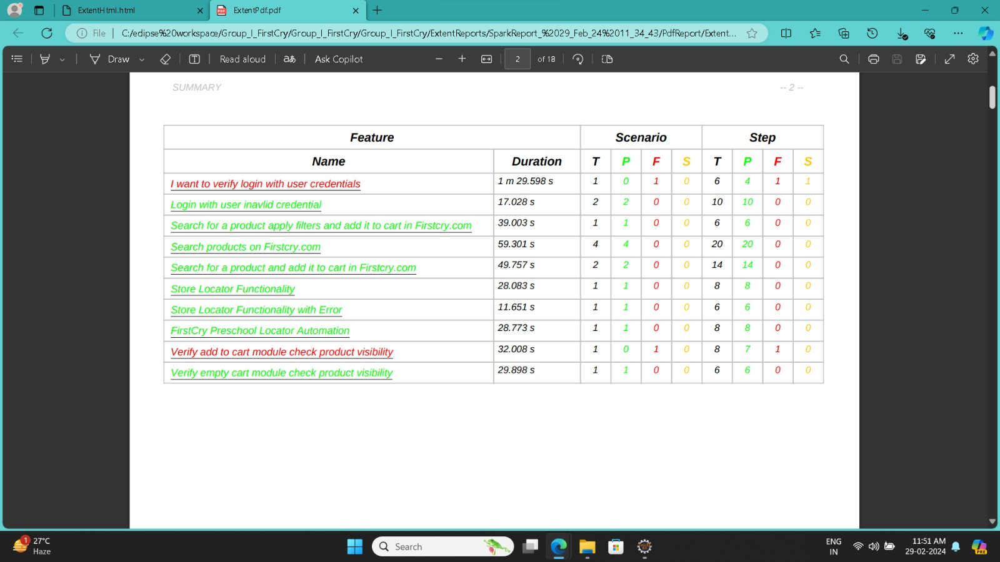 ExtentHtml.html
ExtentPdf.pdf
File
C:/edipse%20workspace/Group_I_FirstCry/Group_I_FirstCry/Group_I_FirstCry/ExtentReports/SparkReport_%2029_Feb_24%2011_34_43/PdfReport/Extent...
Draw
Read aloud
aあ
Ask Copilot
2
of 18
SUMMARY
-- 2 --
Feature Scenario Step
Name Duration T P F S T P F S
I want to verify login with user credentials 1 m 29.598 s 1 0 1 0 6 4 1 1
Login with user inavlid credential 17.028 s 2 2 0 0 10 10 0 0
Search for a product apply filters and add it to cart in Firstcry.com 39.003 s 1 1 0 0 6 6 0 0
Search products on Firstcry.com 59.301 s 4 4 0 0 20 20 0 0
Search for a product and add it to cart in Firstcry.com 49.757 s 2 2 0 0 14 14 0 0
Store Locator Functionality 28.083 s 1 1 0 0 8 8 0 0
Store Locator Functionality with Error 11.651 s 1 1 0 0 6 6 0 0
FirstCry Preschool Locator Automation 28.773 s 1 1 0 0 8 8 0 0
Verify add to cart module check product visibility 32.008 s 1 0 1 0 8 7 1 0
Verify empty cart module check product visibility 29.898 s 1 1 0 0 6 6 0 0
1
27°C
Haze
Search
ENG
IN
11:51 AM
29-02-2024
PRE